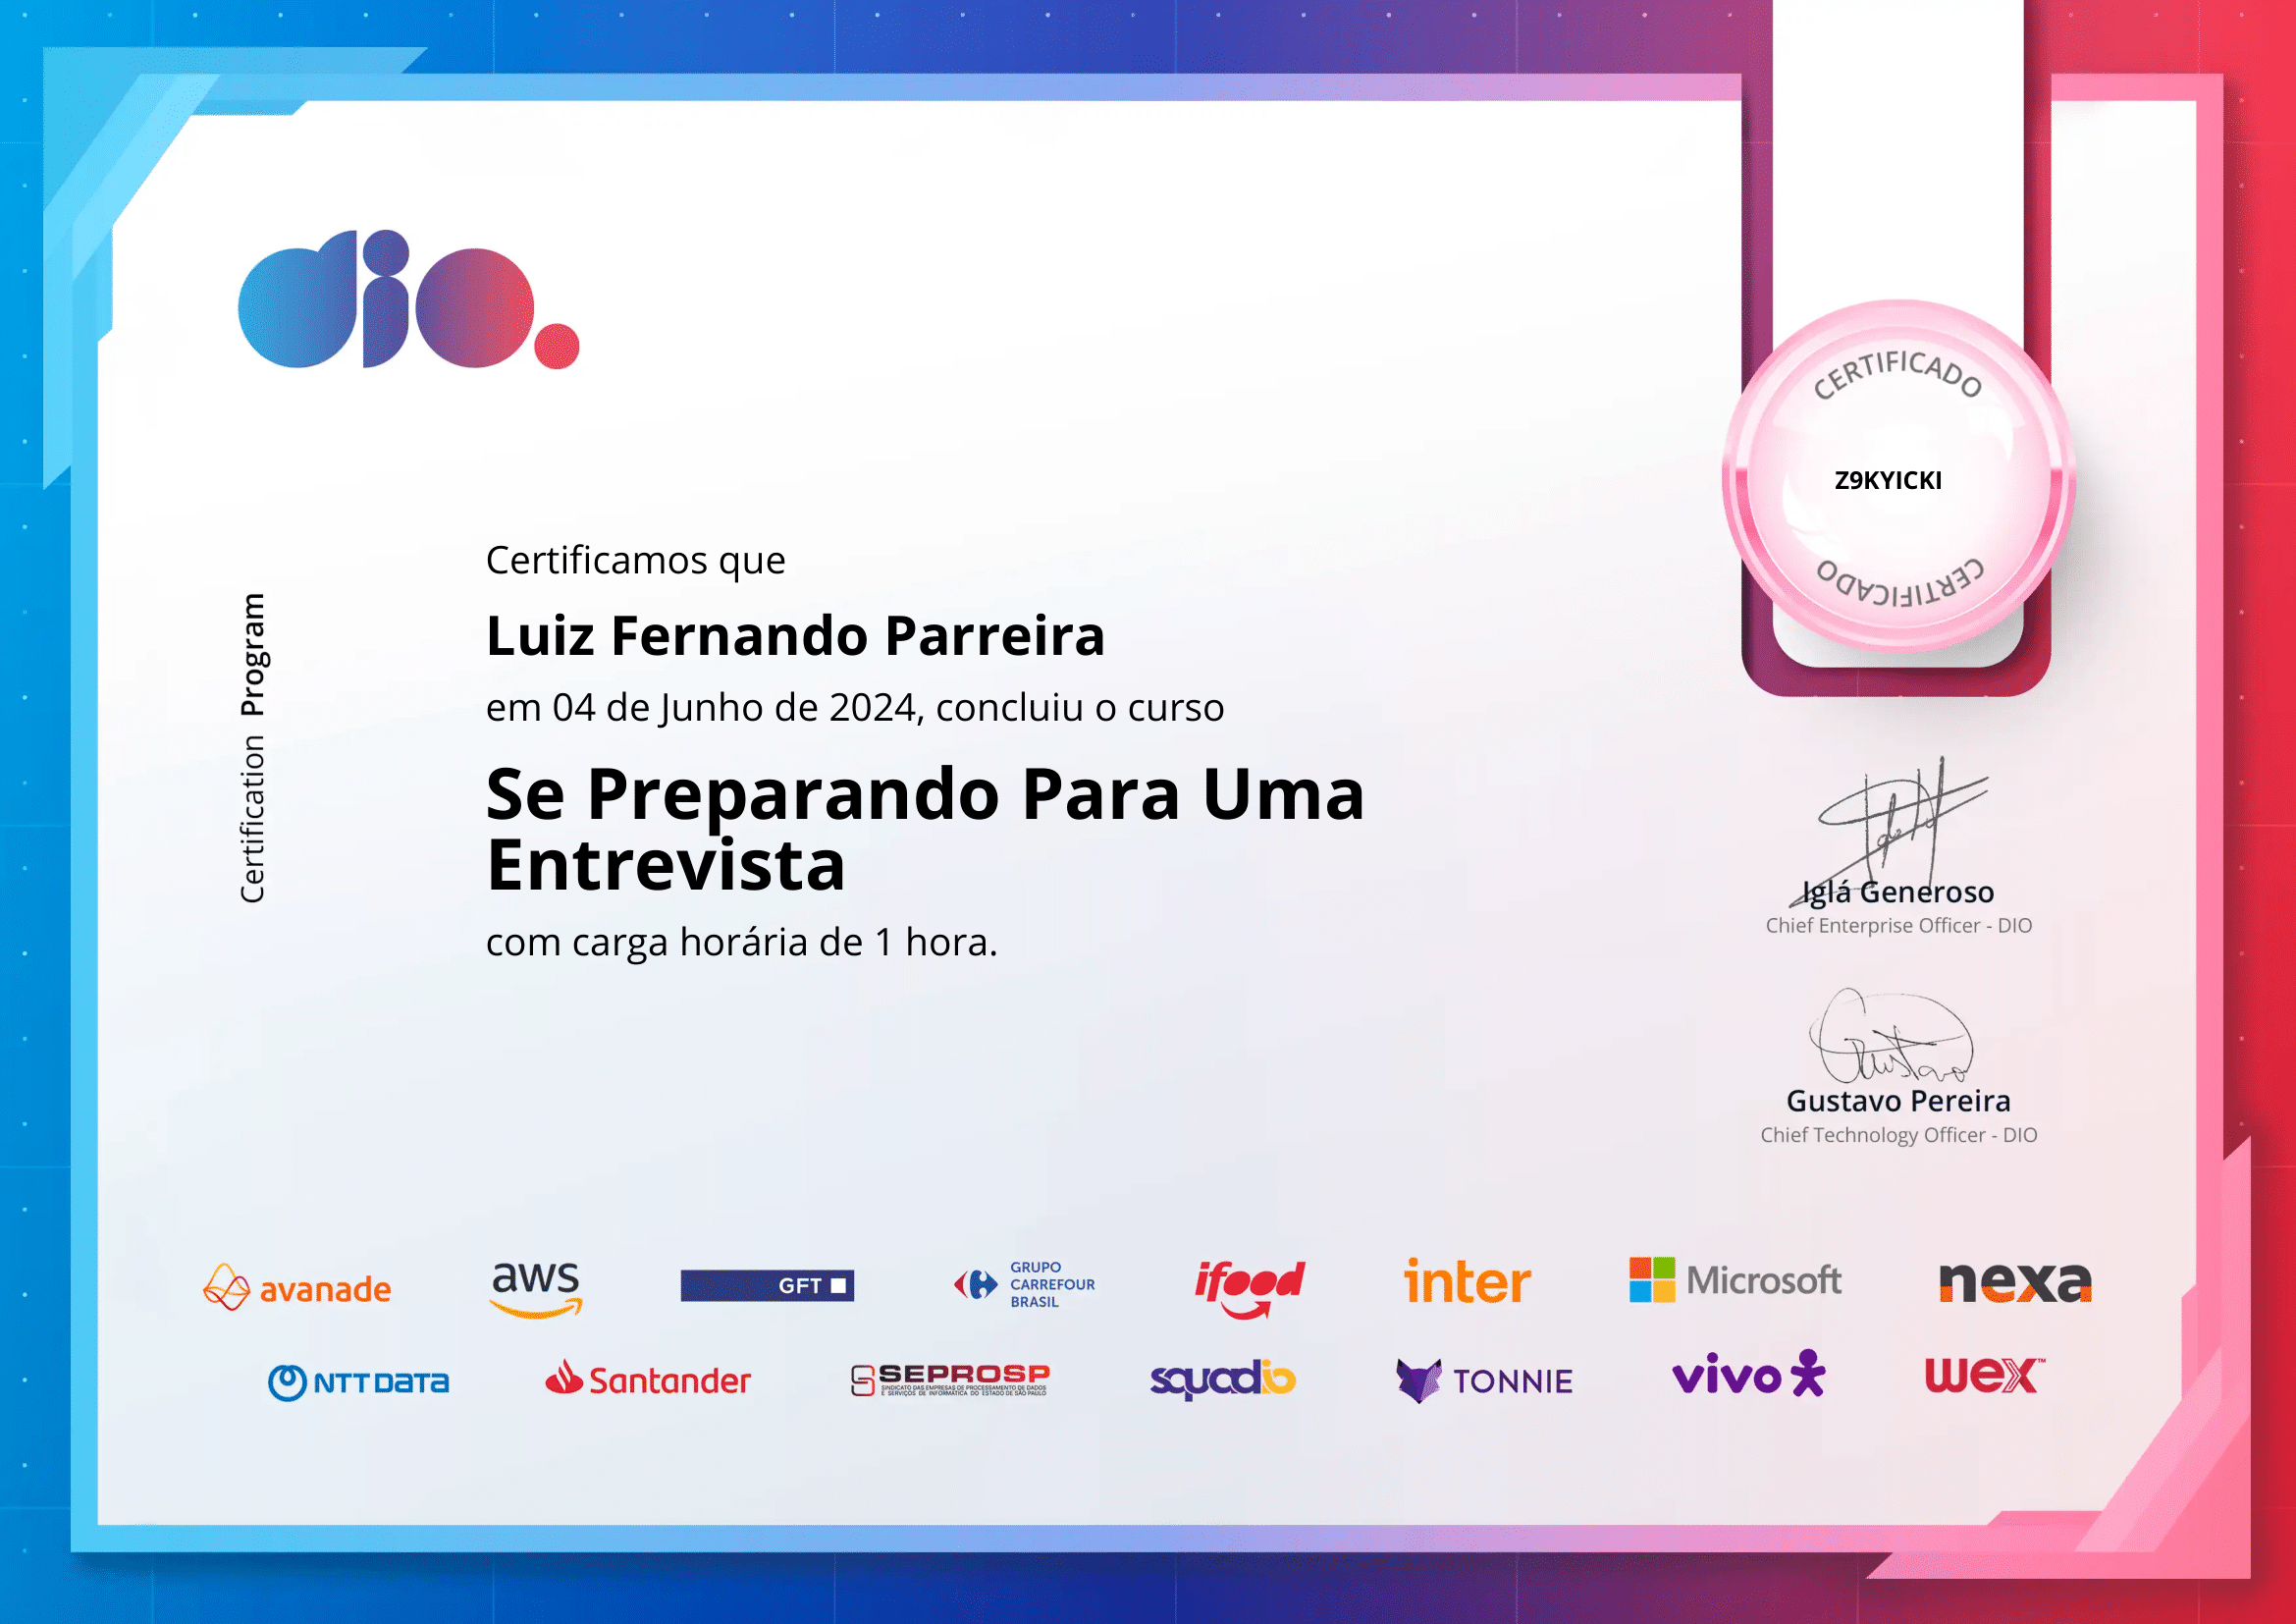 dio.
CERTIFICADO
Z9KYICKI
CERTIFICADO
Certification Program
Certificamos que
Luiz Fernando Parreira
em 04 de Junho de 2024, concluiu o curso
Se Preparando Para Uma
Entrevista
com carga horária de 1 hora.
Iglá Generoso
Chief Enterprise Officer - DIO
Gustavo
Gustavo Pereira
Chief Technology Officer - DIO
avanade
aws
GFT
GRUPO
CARREFOUR
BRASIL
ifood
inter
Microsoft
nexa
NTT DATA
Santander
SEPROSP
SINDICATO DAS EMPRESAS DE PROCESSAMENTO DE DADOS
E SERVIÇOS DE INFORMÁTICA DO ESTADO DE SÃO PAULO
squadio
TONNIE
vivo
wex™